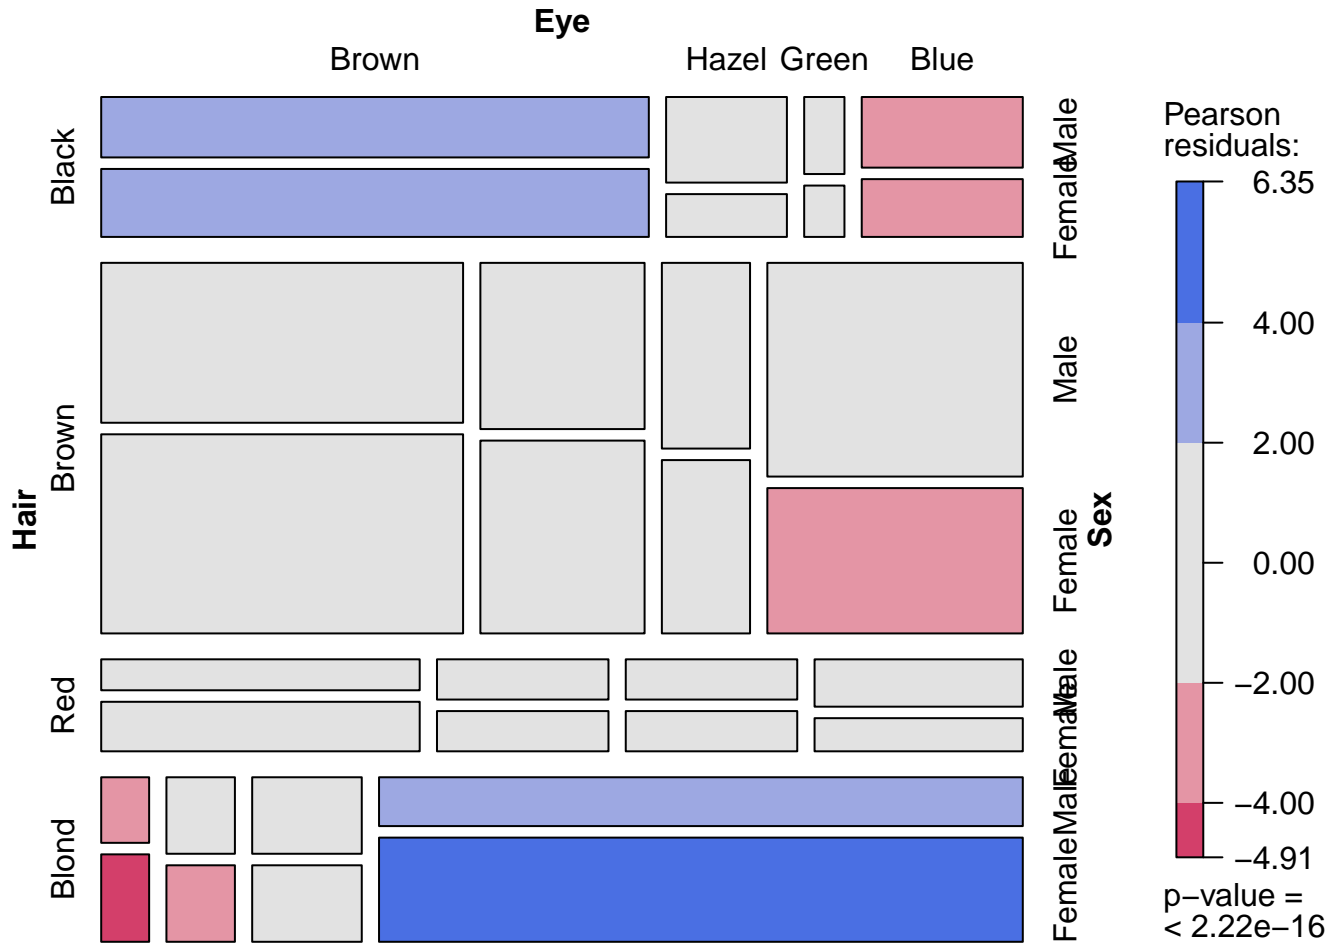 Eye
Brown Hazel Green Blue
Hair
Black
Brown
Red
Blond
Male
Female
Male
Female
Male
Female
Male
Female
Sex
Pearson
residuals:
6.35
4.00
2.00
0.00
−2.00
−4.00
−4.91
p−value =
< 2.22e−16